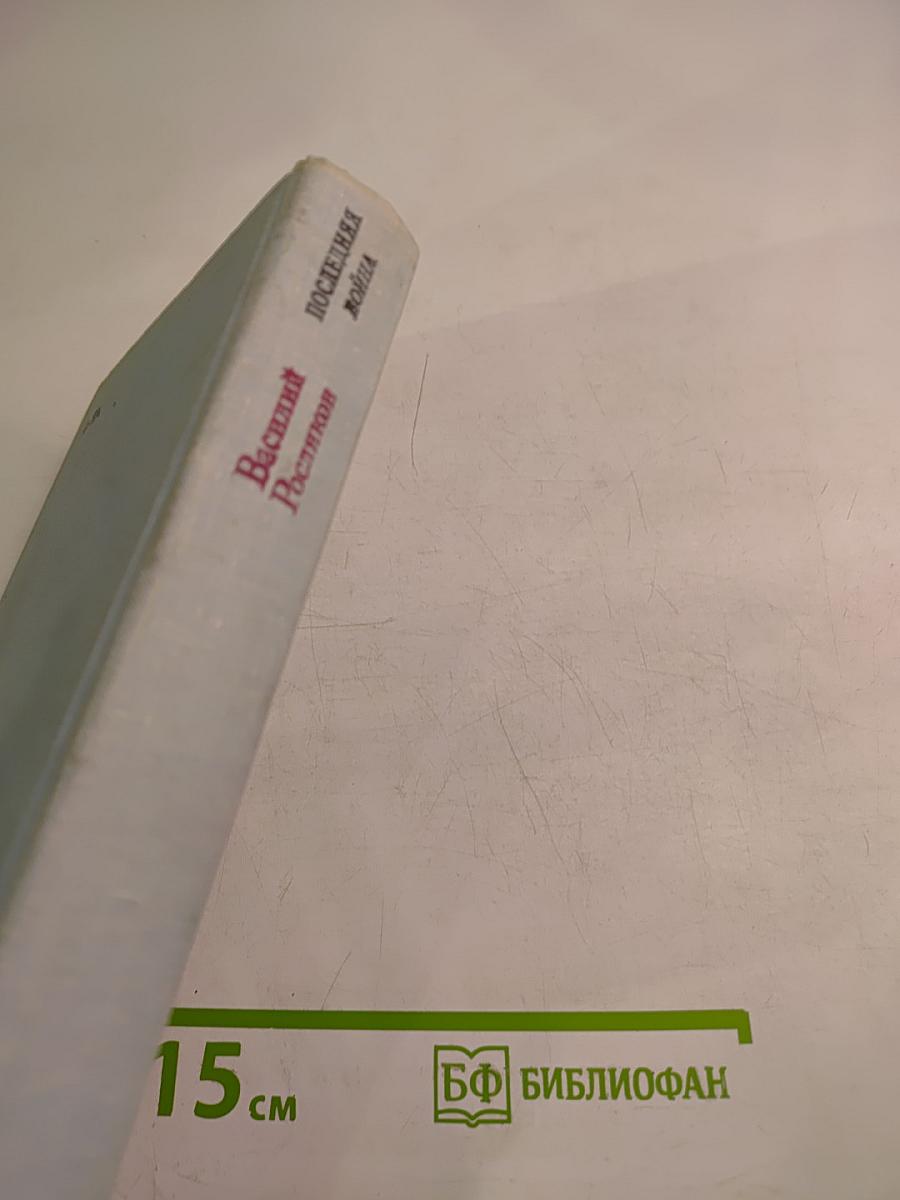 ПОСЛЕДНЯЯ
ВОЙНА
Василий
Росляков
15 см
БФ БИБЛИОФАН